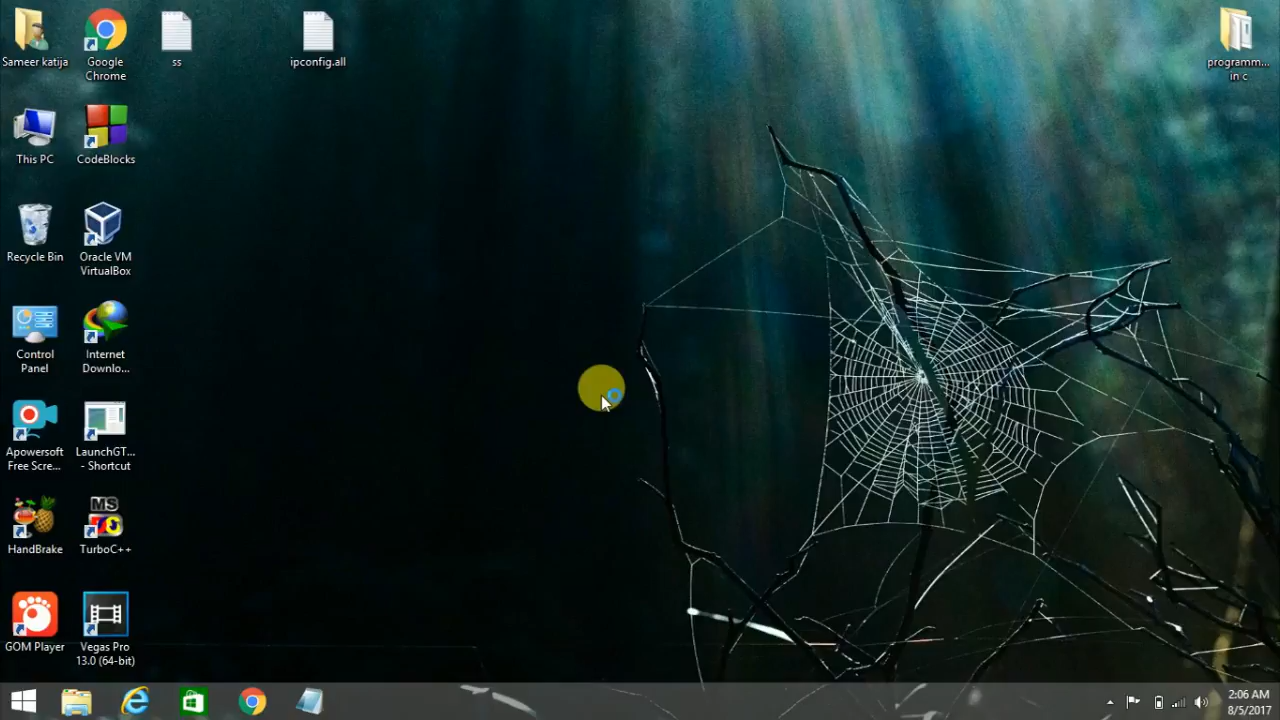 Sameer katija
Google
Chrome
ss
ipconfig.all
programm...
in c
This PC
CodeBlocks
Recycle Bin
Oracle VM
VirtualBox
Control
Panel
Internet
Downlo...
Apowersoft
Free Scre...
LaunchGT...
- Shortcut
HandBrake
MS
TurboC++
GOM Player
Vegas Pro
13.0 (64-bit)
2:06 AM
8/5/2017